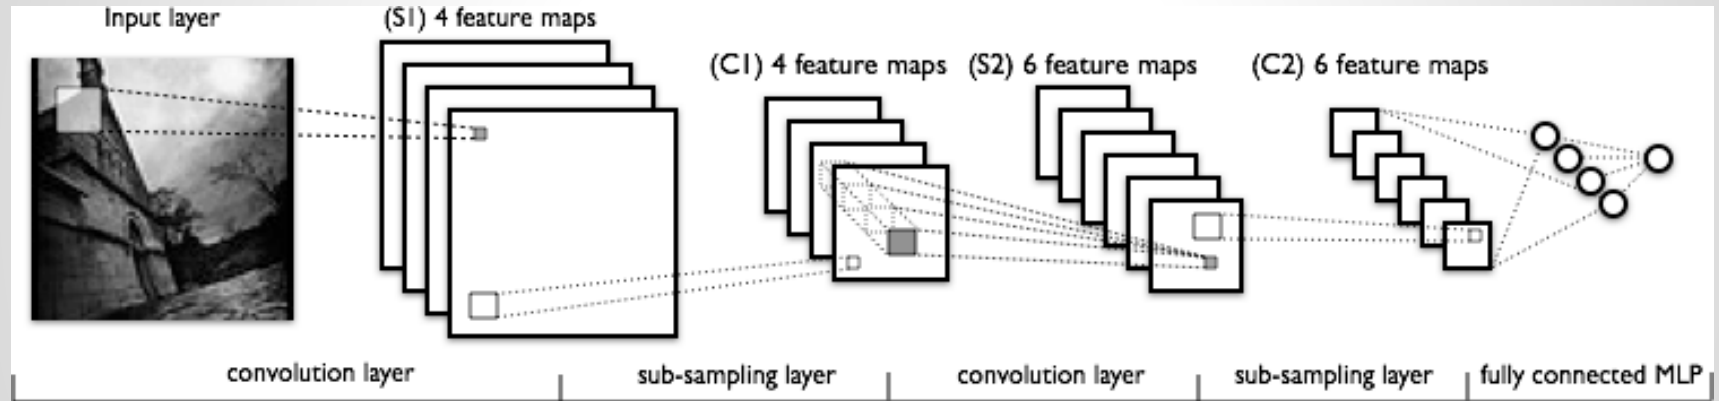 Input layer
(S1) 4 feature maps
(C1) 4 feature maps
(S2) 6 feature maps
(C2) 6 feature maps
convolution layer
sub-sampling layer
convolution layer
sub-sampling layer
fully connected MLP